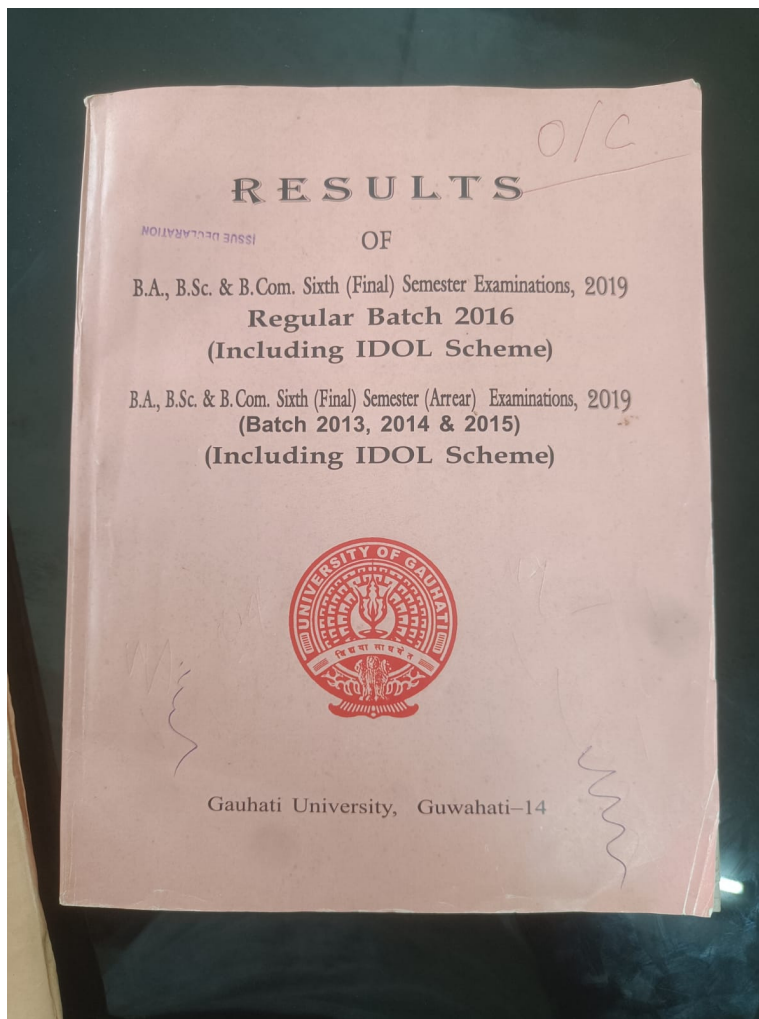 O/C
RESULTS
ISSUE DECLARATION
OF
B.A., B.Sc. & B.Com. Sixth (Final) Semester Examinations, 2019
Regular Batch 2016
(Including IDOL Scheme)
B.A., B.Sc. & B.Com. Sixth (Final) Semester (Arrear) Examinations, 2019
(Batch 2013, 2014 & 2015)
(Including IDOL Scheme)
UNIVERSITY OF GAUHATI
विद्यया साधयेत
Gauhati University, Guwahati–14